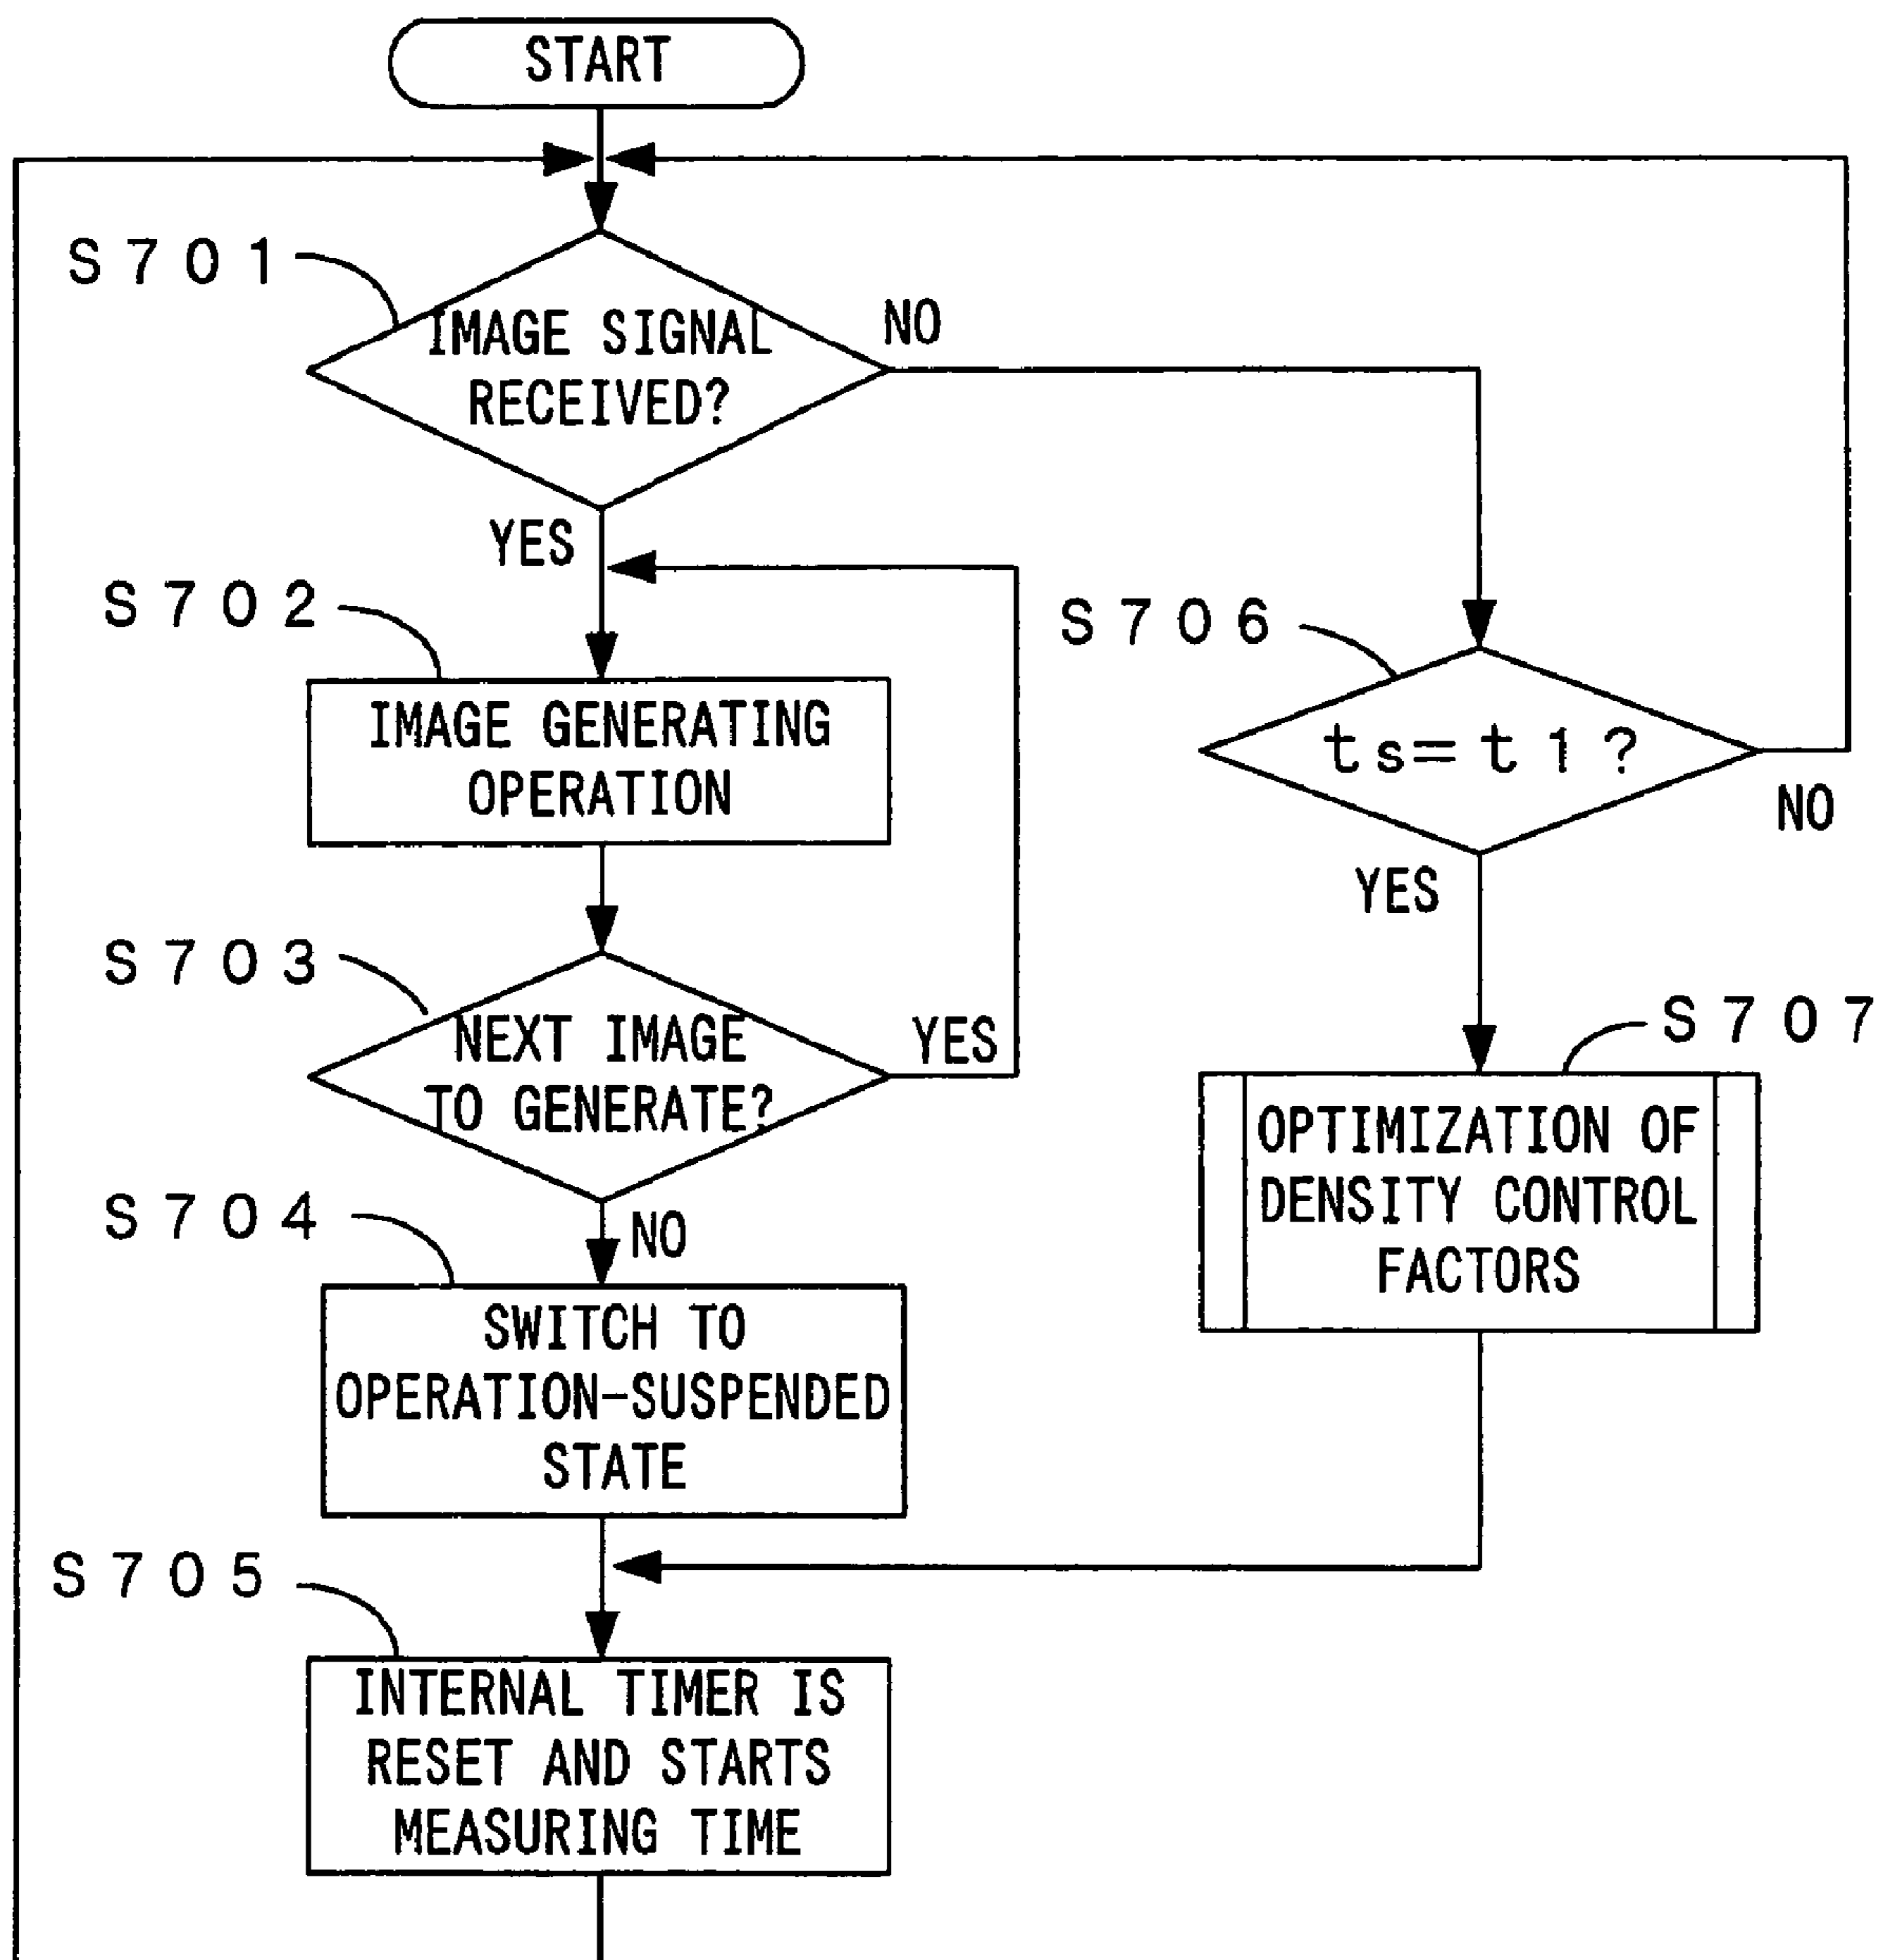 START
S701
IMAGE SIGNAL
RECEIVED?
NO
YES
S702
IMAGE GENERATING
OPERATION
S706
ts=t1?
NO
YES
S703
NEXT IMAGE
TO GENERATE?
YES
NO
S707
OPTIMIZATION OF
DENSITY CONTROL
FACTORS
S704
SWITCH TO
OPERATION-SUSPENDED
STATE
S705
INTERNAL TIMER IS
RESET AND STARTS
MEASURING TIME